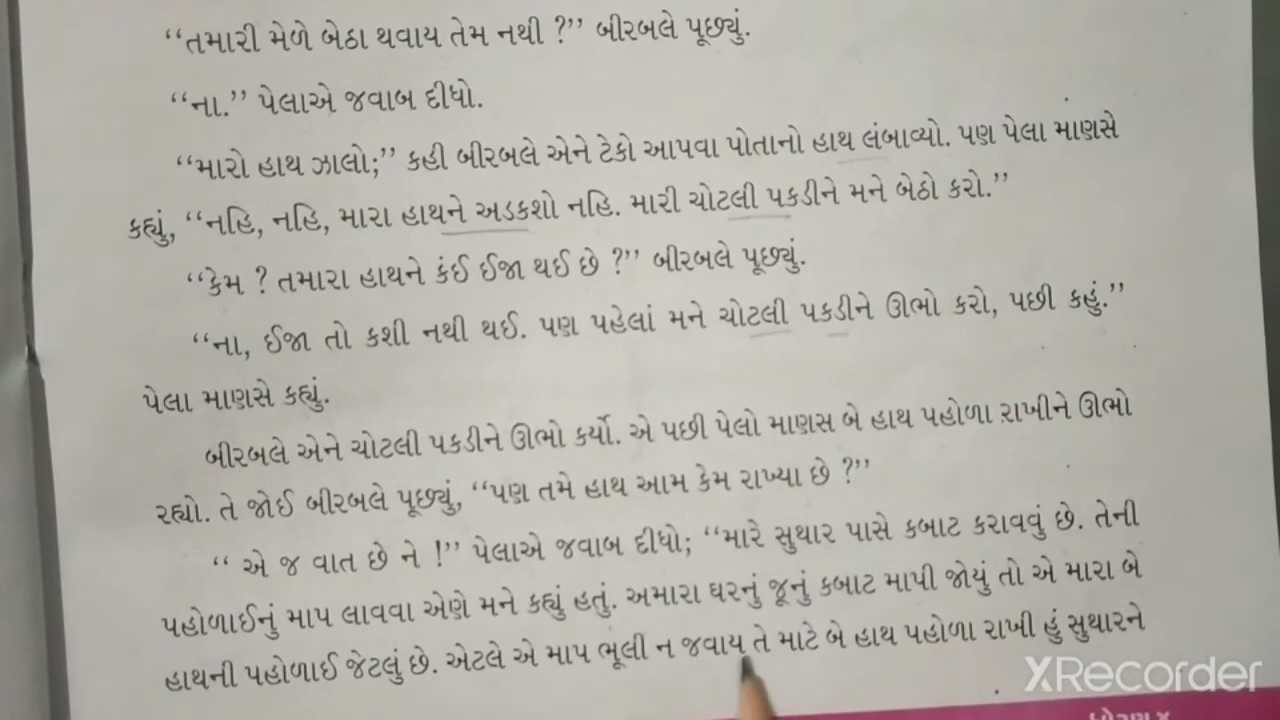 “તમારી મેળે બેઠા થવાય તેમ નથી ?” બીરબલે પૂછ્યું.
“ના.” પેલાએ જવાબ દીધો.
“મારો હાથ ઝાલો;” કહી બીરબલે એને ટેકો આપવા પોતાનો હાથ લંબાવ્યો. પણ પેલા માણસે
કહ્યું, “નહિ, નહિ, મારા હાથને અડકશો નહિ. મારી ચોટલી પકડીને મને બેઠો કરો.”
“કેમ ? તમારા હાથને કંઈ ઈજા થઈ છે ?” બીરબલે પૂછ્યું.
“ના, ઈજા તો કશી નથી થઈ. પણ પહેલાં મને ચોટલી પકડીને ઊભો કરો, પછી કહું.”
પેલા માણસે કહ્યું.
બીરબલે એને ચોટલી પકડીને ઊભો કર્યો. એ પછી પેલો માણસ બે હાથ પહોળા રાખીને ઊભો
રહ્યો. તે જોઈ બીરબલે પૂછ્યું, “પણ તમે હાથ આમ કેમ રાખ્યા છે ?”
“ એ જ વાત છે ને !” પેલાએ જવાબ દીધો; “મારે સુથાર પાસે કબાટ કરાવવું છે. તેની
પહોળાઈનું માપ લાવવા એણે મને કહ્યું હતું. અમારા ઘરનું જૂનું કબાટ માપી જોયું તો એ મારા બે
હાથની પહોળાઈ જેટલું છે. એટલે એ માપ ભૂલી ન જવાય તે માટે બે હાથ પહોળા રાખી હું સુથારને
XRecorder